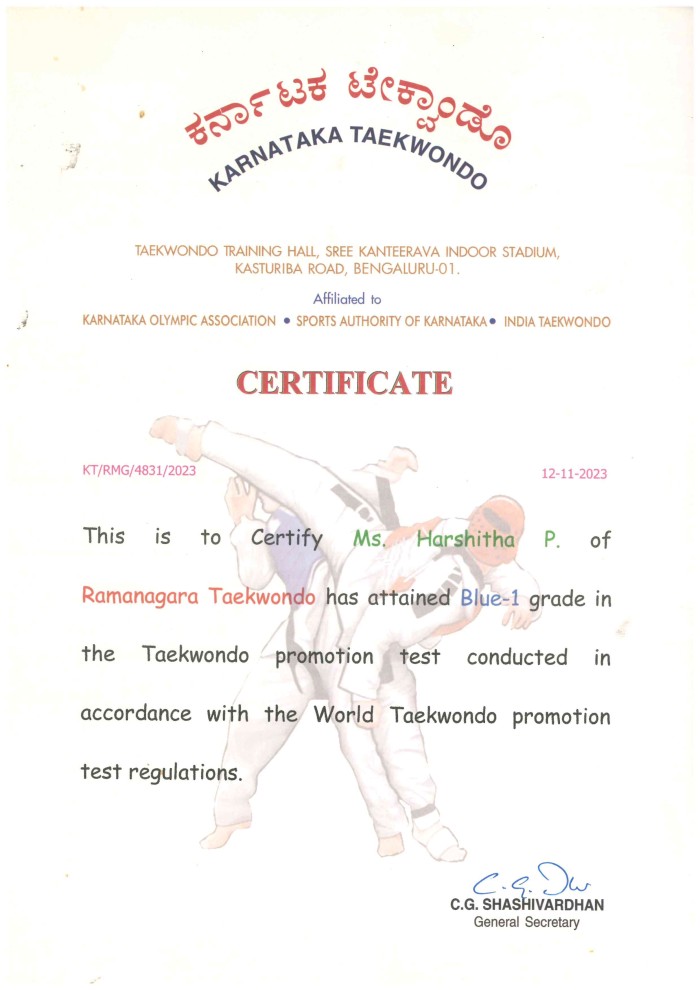 ಕರ್ನಾಟಕ ಟೇಕ್ವಾಂಡೊ
KARNATAKA TAEKWONDO
TAEKWONDO TRAINING HALL, SREE KANTEERAVA INDOOR STADIUM,
KASTURIBA ROAD, BENGALURU-01.
Affiliated to
KARNATAKA OLYMPIC ASSOCIATION • SPORTS AUTHORITY OF KARNATAKA • INDIA TAEKWONDO
CERTIFICATE
KT/RMG/4831/2023 12-11-2023
This is to Certify Ms. Harshitha P. of
Ramanagara Taekwondo has attained Blue-1 grade in
the Taekwondo promotion test conducted in
accordance with the World Taekwondo promotion
test regulations.
C.G. SHASHIVARDHAN
General Secretary